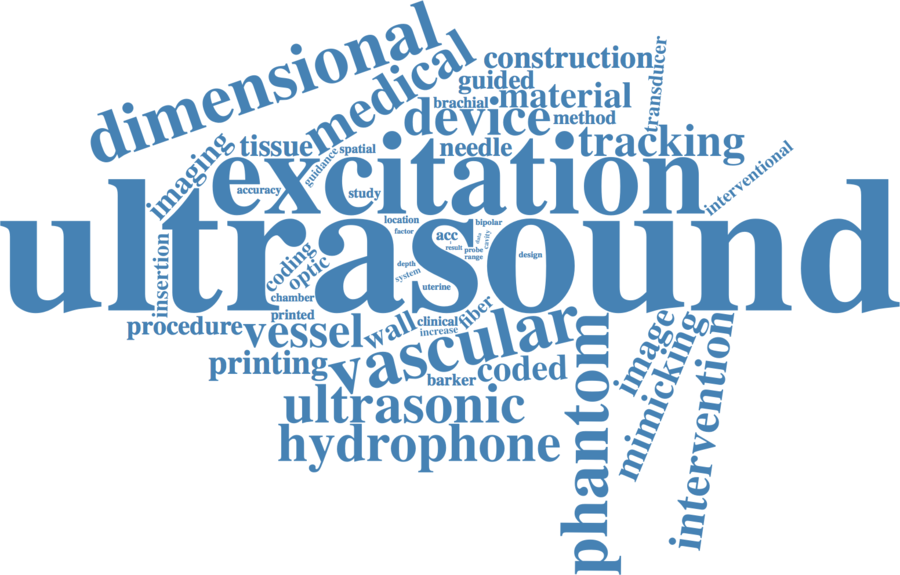 dimensional
medical
construction
transducer
guided
brachial
material
device
method
imaging
tissue
guidance
spatial
needle
tracking
excitation
accuracy
study
interventional
ultrasound
location
bipolar
factor
acc
data
cavity
result
probe
range
design
insertion
coding
optic
depth
system
uterine
chamber
printed
procedure
vessel
wall
clinical
increase
fiber
vascular
printing
barker
coded
phantom
image
mimicking
intervention
ultrasonic
hydrophone